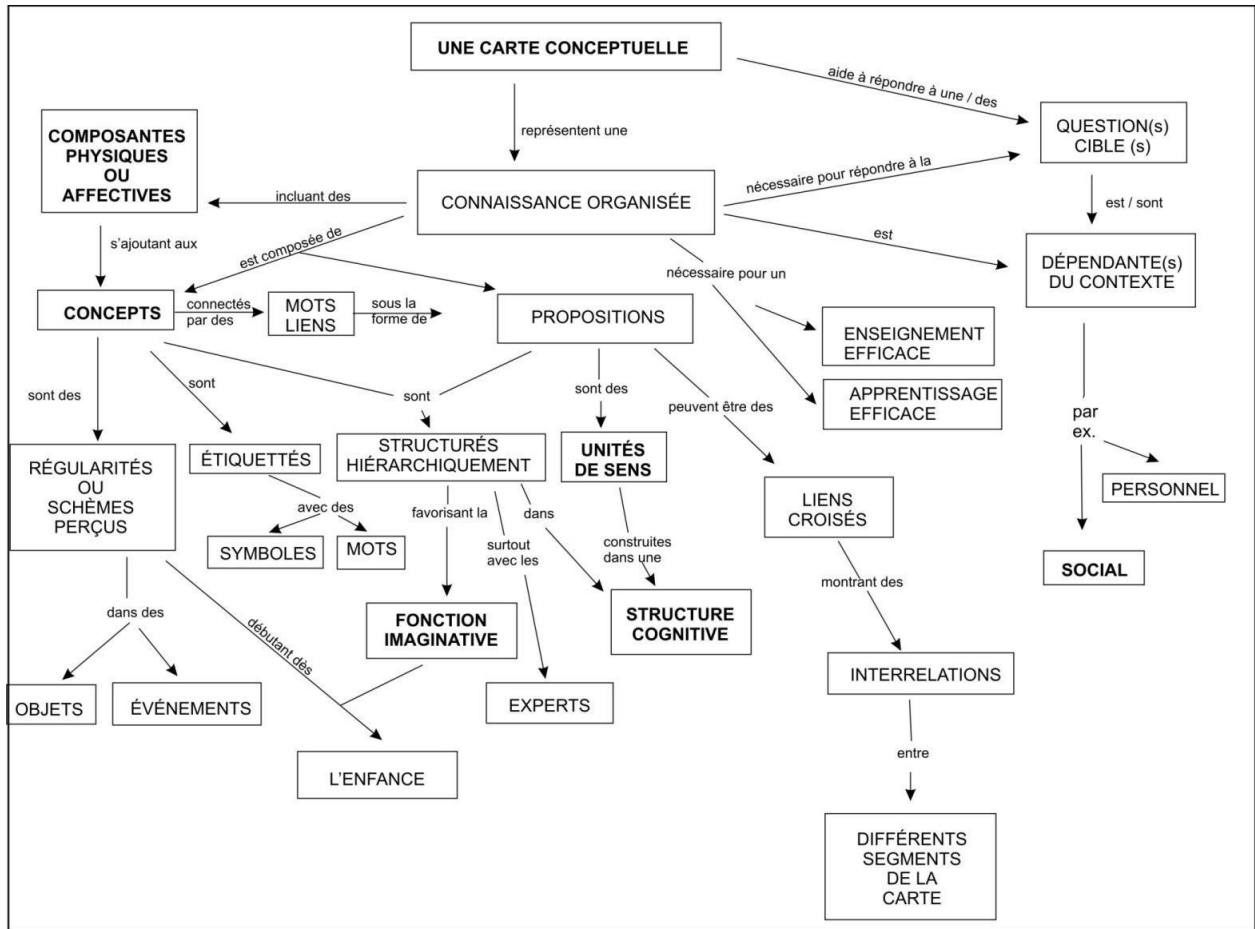 UNE CARTE CONCEPTUELLE
aide à répondre à une / des
COMPOSANTES
PHYSIQUES
OU
AFFECTIVES
représentent une
QUESTION(s)
CIBLE (s)
nécessaire pour répondre à la
incluant des
CONNAISSANCE ORGANISÉE
est / sont
s'ajoutant aux
est composée de
est
nécessaire pour un
DÉPENDANTE(s)
DU CONTEXTE
CONCEPTS
connectés
par des
MOTS
LIENS
sous la
forme de
PROPOSITIONS
ENSEIGNEMENT
EFFICACE
APPRENTISSAGE
EFFICACE
sont des
sont
sont
sont des
peuvent être des
par
ex.
RÉGULARITÉS
OU
SCHÈMES
PERÇUS
ÉTIQUETTÉS
STRUCTURÉS
HIÉRARCHIQUEMENT
UNITÉS
DE SENS
LIENS
CROISÉS
PERSONNEL
avec des
favorisant la
dans
SYMBOLES
MOTS
surtout
avec les
construites
dans une
SOCIAL
montrant des
dans des
débutant dès
FONCTION
IMAGINATIVE
STRUCTURE
COGNITIVE
INTERRELATIONS
OBJETS
ÉVÉNEMENTS
EXPERTS
entre
L'ENFANCE
DIFFÉRENTS
SEGMENTS
DE LA
CARTE